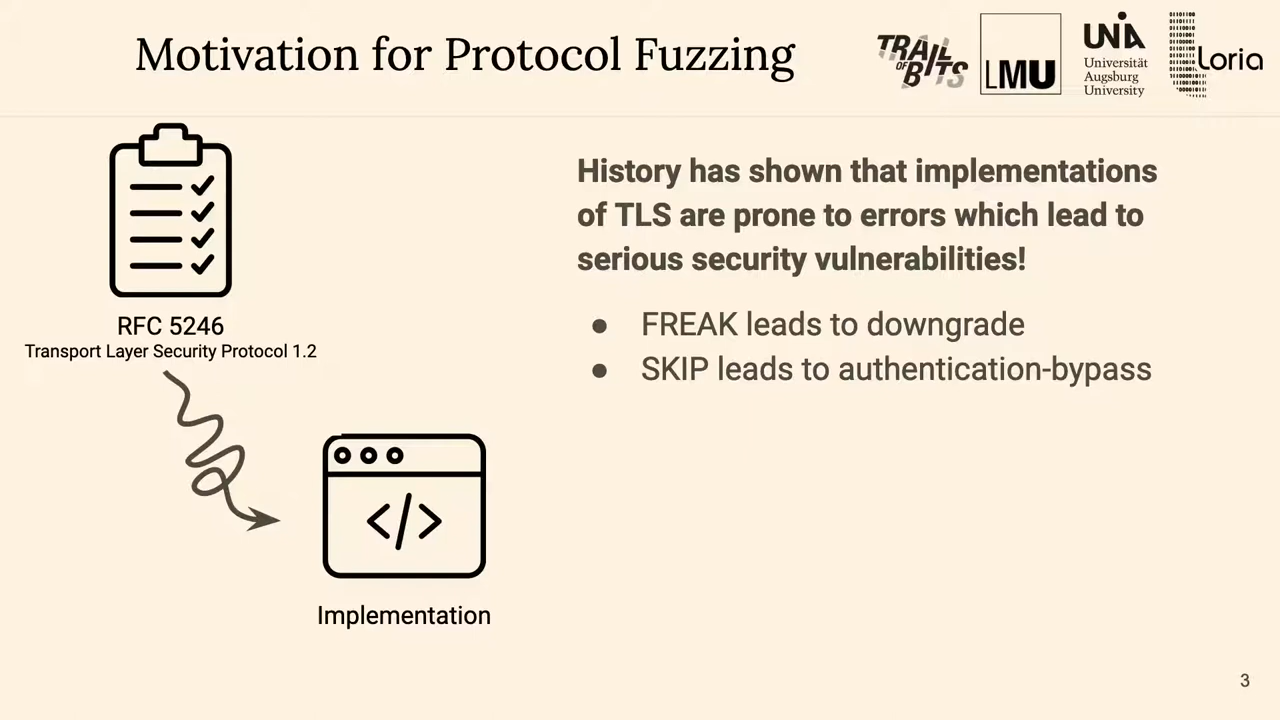 Motivation for Protocol Fuzzing
TRAIL
OF
BITS
LMU
UNIA
Universität
Augsburg
University
Loria
RFC 5246
Transport Layer Security Protocol 1.2
</>
Implementation
History has shown that implementations
of TLS are prone to errors which lead to
serious security vulnerabilities!
● FREAK leads to downgrade
● SKIP leads to authentication-bypass
3